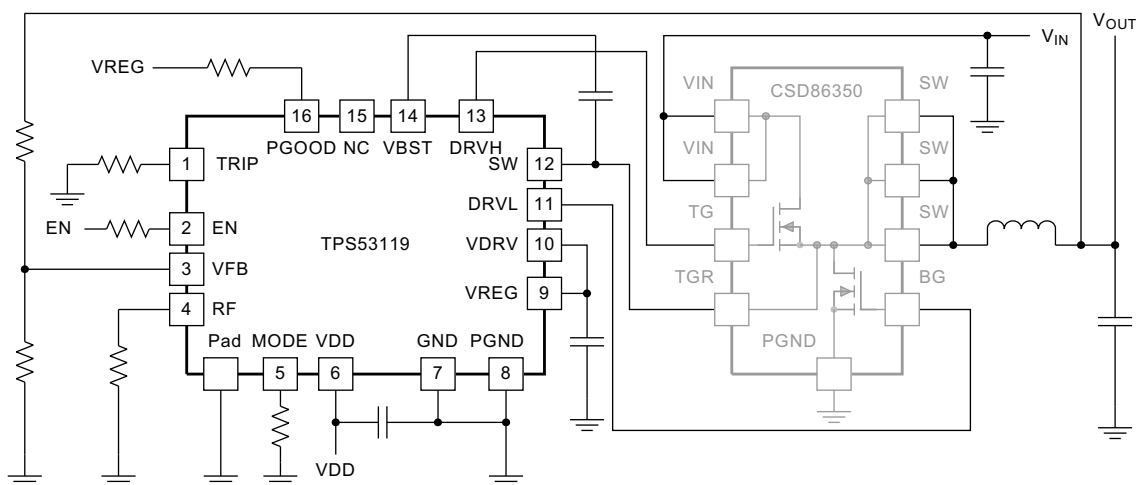 VOUT
VIN
VREG
VIN
CSD86350
SW
16
15
14
13
PGOOD
NC
VBST
DRVH
1
TRIP
SW
12
VIN
SW
DRVL
11
TG
SW
EN
2
EN
TPS53119
VDRV
10
3
VFB
TGR
BG
VREG
9
4
RF
Pad
MODE
VDD
GND
PGND
PGND
5
6
7
8
VDD